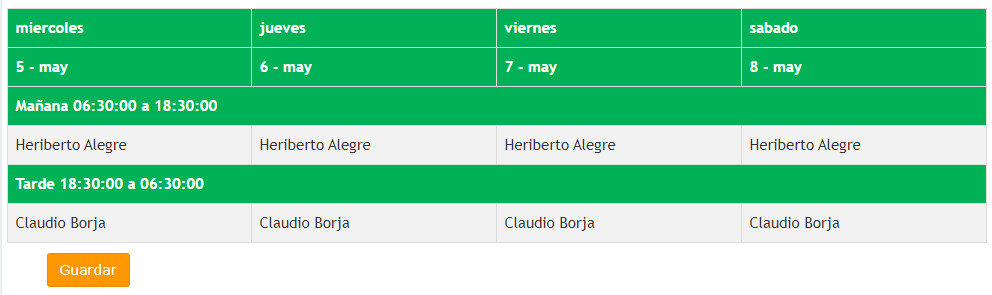 miercoles jueves viernes sabado
5 - may 6 - may 7 - may 8 - may
Mañana 06:30:00 a 18:30:00
Heriberto Alegre Heriberto Alegre Heriberto Alegre Heriberto Alegre
Tarde 18:30:00 a 06:30:00
Claudio Borja Claudio Borja Claudio Borja Claudio Borja
Guardar